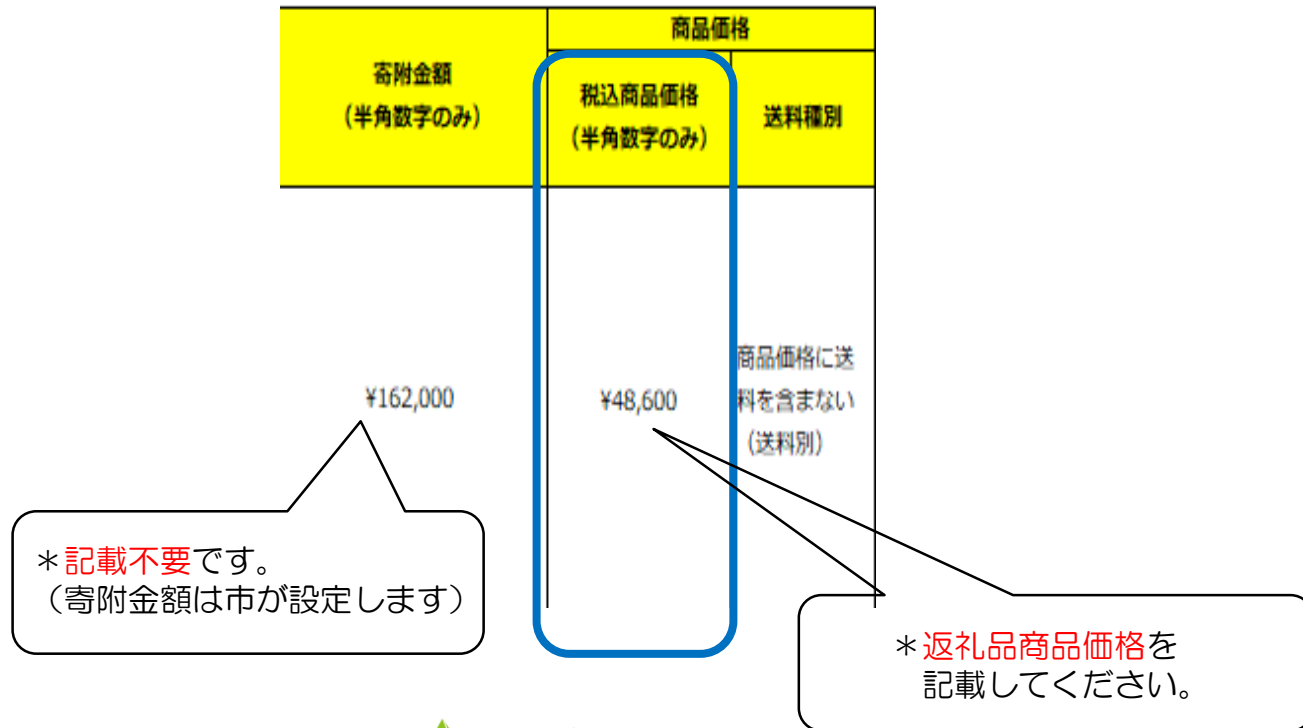 商品価格
寄附金額
(半角数字のみ)
税込商品価格
(半角数字のみ)
送料種別
¥162,000
¥48,600
商品価格に送
料を含まない
(送料別)
＊記載不要です。
（寄附金額は市が設定します）
＊返礼品商品価格を
記載してください。